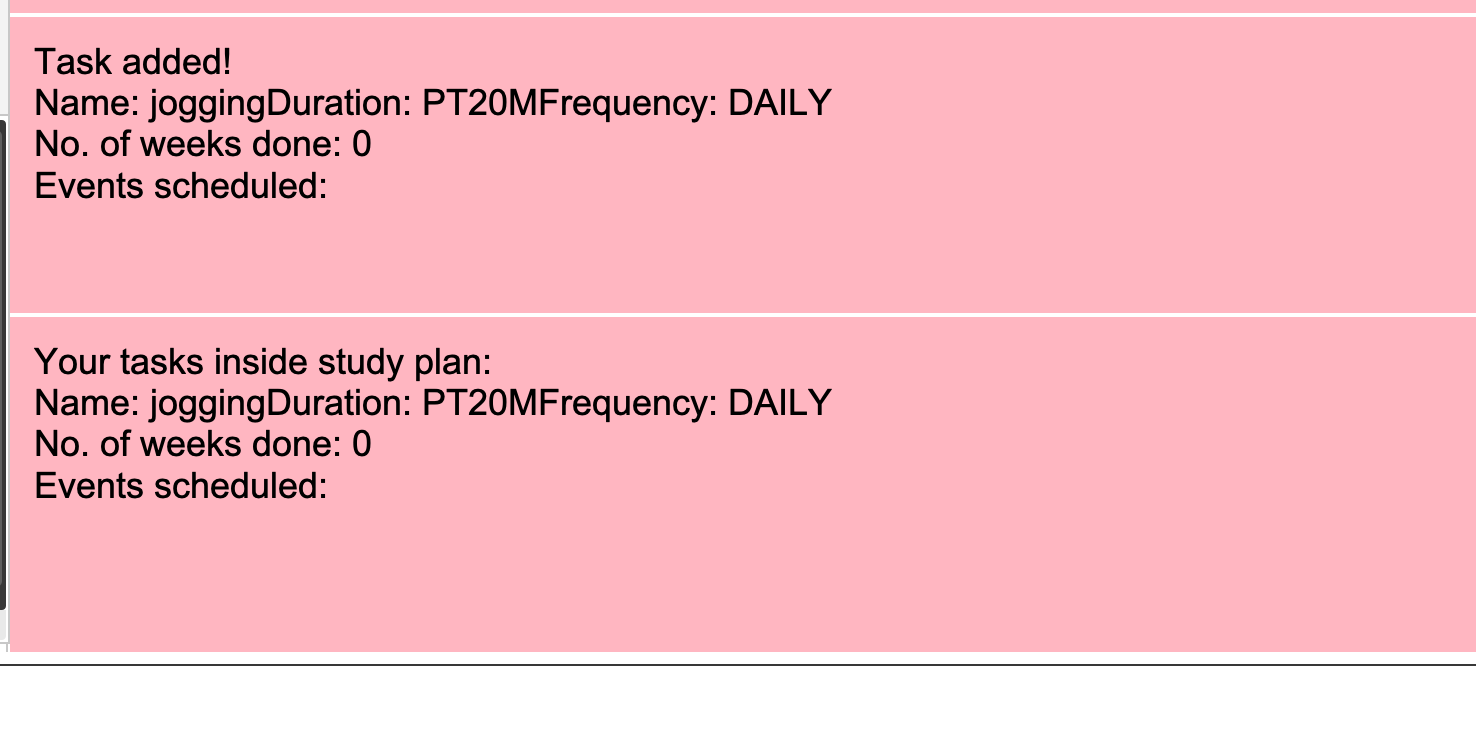 Task added!
Name: joggingDuration: PT20MFrequency: DAILY
No. of weeks done: 0
Events scheduled:
Your tasks inside study plan:
Name: joggingDuration: PT20MFrequency: DAILY
No. of weeks done: 0
Events scheduled: